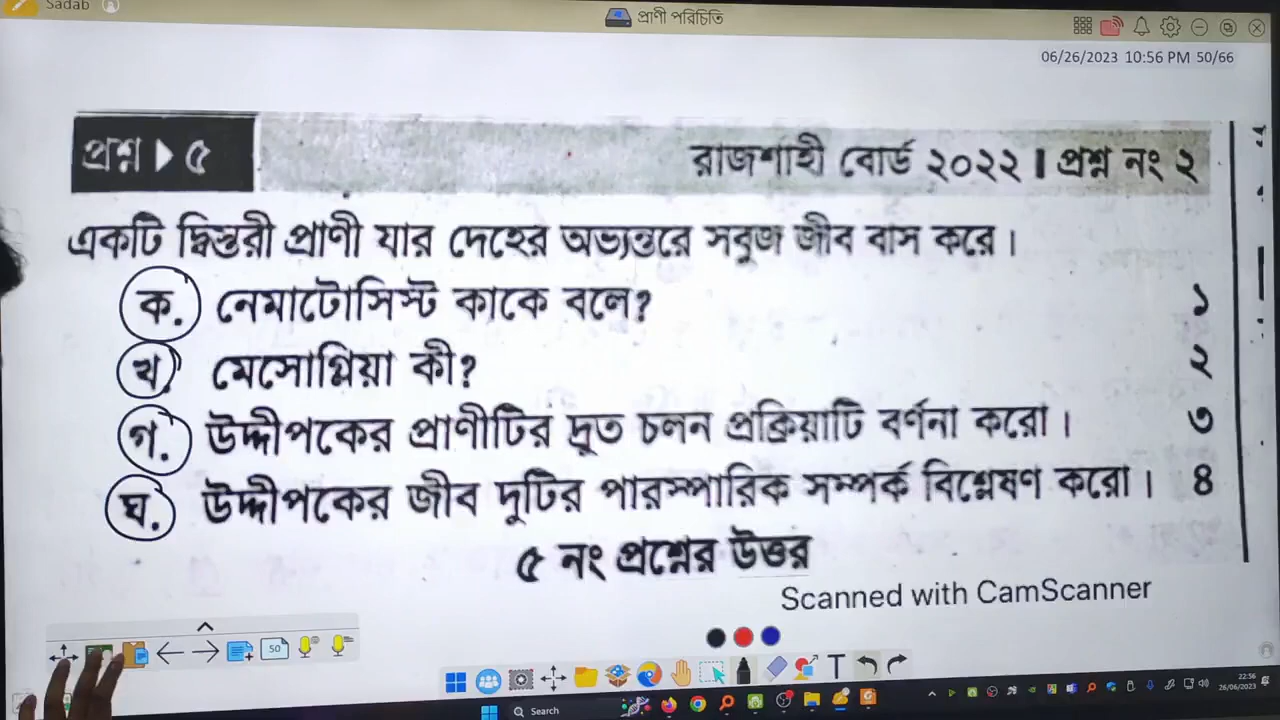 Sadab
প্রাণী পরিচিতি
06/26/2023 10:56 PM 50/66
প্রশ্ন ▶ ৫
রাজশাহী বোর্ড ২০২২ । প্রশ্ন নং ২
একটি দ্বিস্তরী প্রাণী যার দেহের অভ্যন্তরে সবুজ জীব বাস করে।
ক. নেমাটোসিস্ট কাকে বলে? ১
খ. মেসোগ্লিয়া কী? ২
গ. উদ্দীপকের প্রাণীটির দ্রুত চলন প্রক্রিয়াটি বর্ণনা করো। ৩
ঘ. উদ্দীপকের জীব দুটির পারস্পারিক সম্পর্ক বিশ্লেষণ করো। ৪
৫ নং প্রশ্নের উত্তর
Scanned with CamScanner
50
T
Search
22:56
26/06/2023